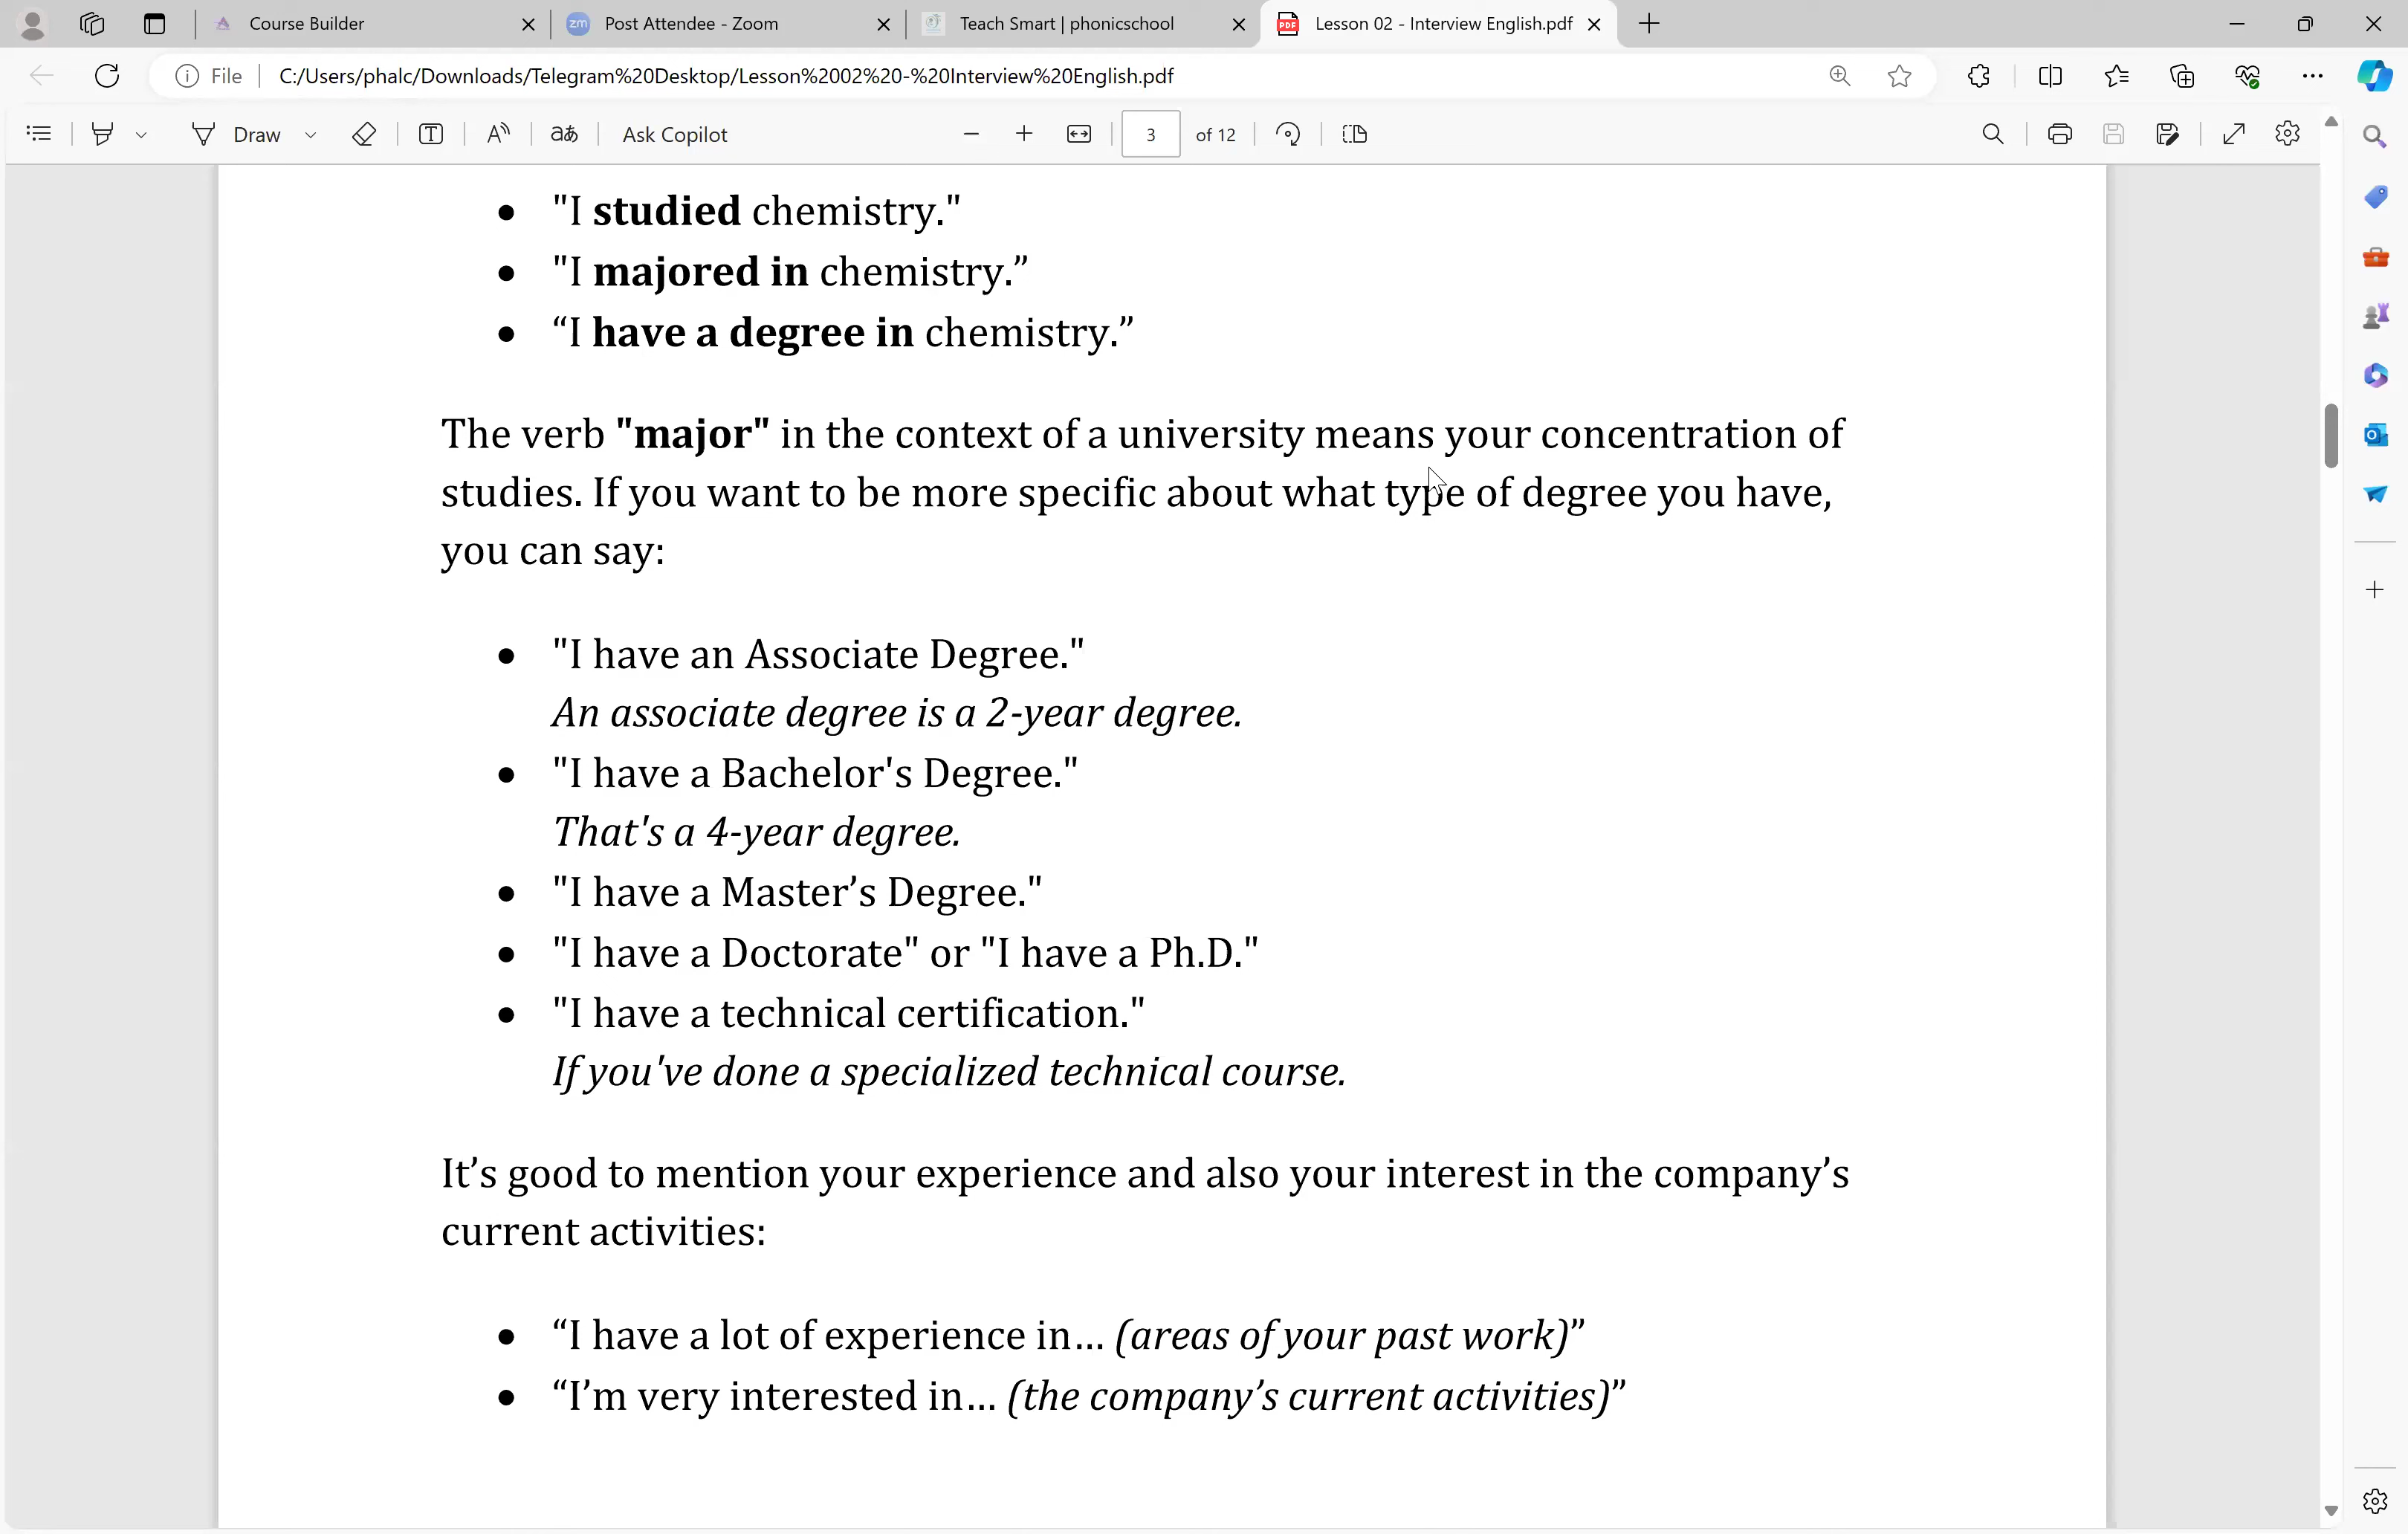 Course Builder
Post Attendee - Zoom
Teach Smart | phonicschool
Lesson 02 - Interview English.pdf
File
C:/Users/phalc/Downloads/Telegram%20Desktop/Lesson%2002%20-%20Interview%20English.pdf
Draw
Ask Copilot
3
of 12
• "I studied chemistry."
• "I majored in chemistry.”
• “I have a degree in chemistry.”
The verb "major" in the context of a university means your concentration of
studies. If you want to be more specific about what type of degree you have,
you can say:
• "I have an Associate Degree."
An associate degree is a 2-year degree.
• "I have a Bachelor's Degree."
That's a 4-year degree.
• "I have a Master’s Degree."
• "I have a Doctorate" or "I have a Ph.D."
• "I have a technical certification."
If you've done a specialized technical course.
It’s good to mention your experience and also your interest in the company’s
current activities:
• “I have a lot of experience in... (areas of your past work)”
• “I’m very interested in... (the company’s current activities)”